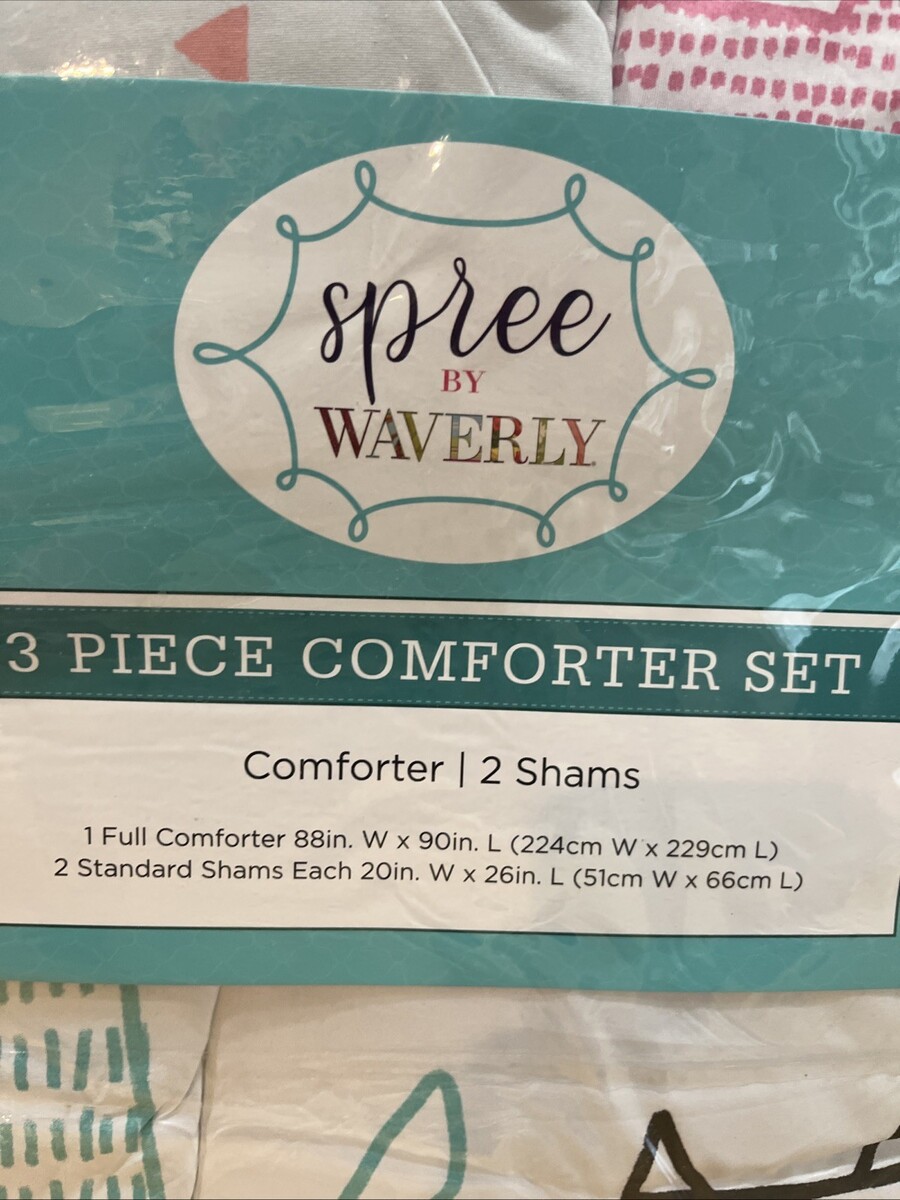 spree
BY
WAVERLY
3 PIECE COMFORTER SET
Comforter | 2 Shams
1 Full Comforter 88in. W x 90in. L (224cm W x 229cm L)
2 Standard Shams Each 20in. W x 26in. L (51cm W x 66cm L)